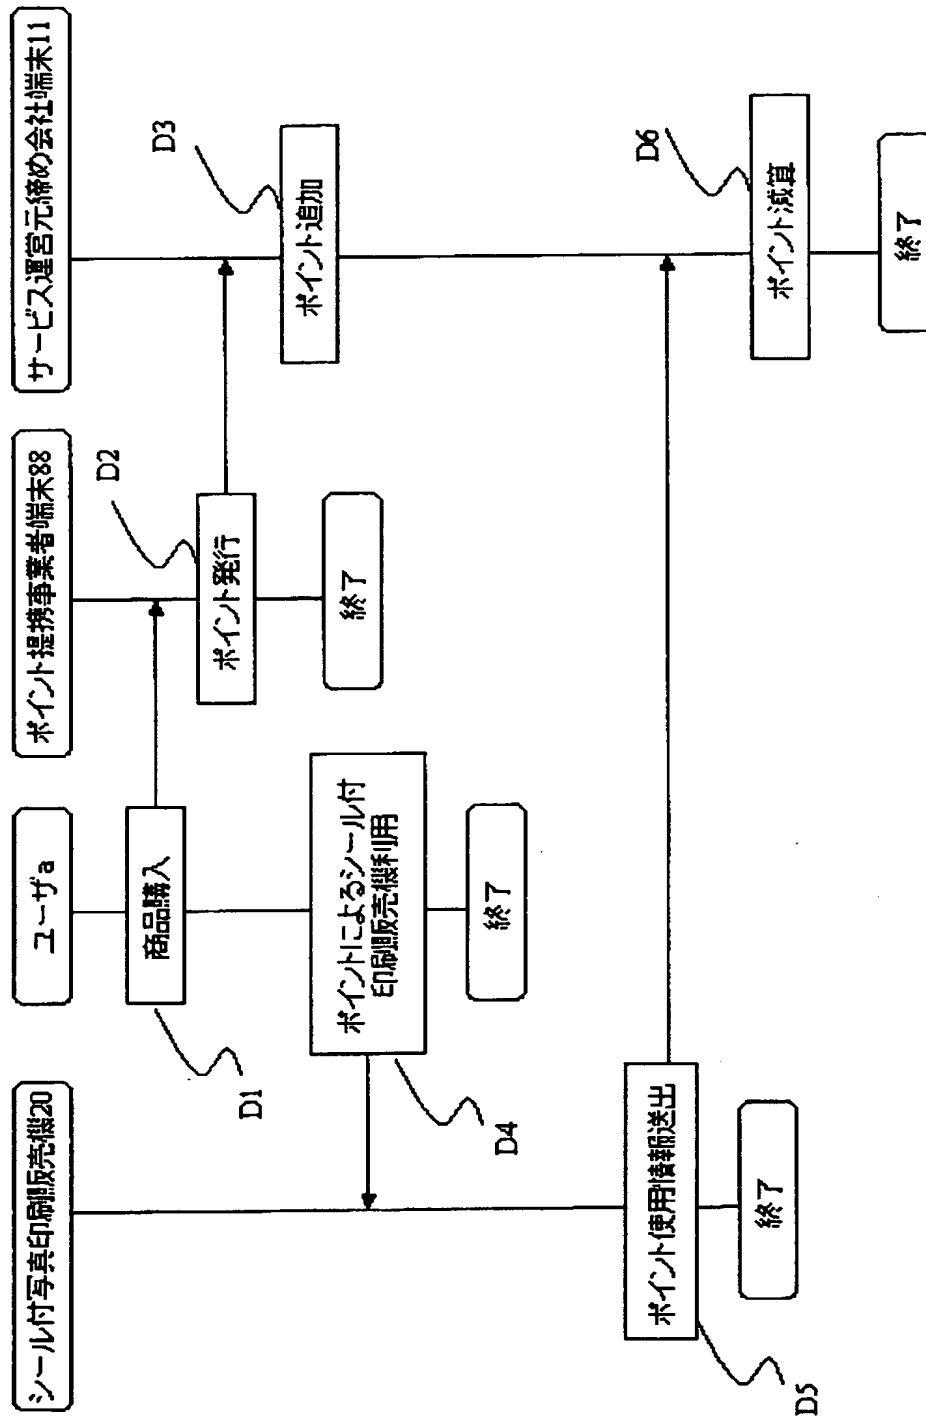 シール付写真印刷販売機20
ユーザa
ポイント提携事業者端末88
サービス運営元締め会社端末11
商品購入
D1
ポイント発行
D2
ポイント追加
D3
終了
ポイントによるシール付
印刷販売機利用
D4
終了
ポイント使用情報送出
D5
終了
ポイント減算
D6
終了